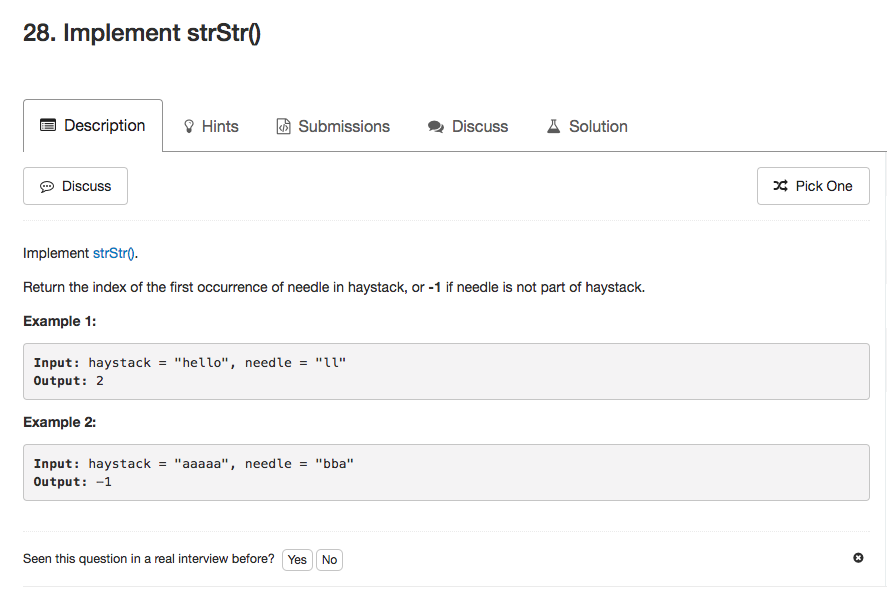 28. Implement strStr()
Description Hints Submissions Discuss Solution
Discuss Pick One
Implement strStr().
Return the index of the first occurrence of needle in haystack, or -1 if needle is not part of haystack.
Example 1:
Input: haystack = "hello", needle = "ll"
Output: 2
Example 2:
Input: haystack = "aaaaa", needle = "bba"
Output: -1
Seen this question in a real interview before? Yes No